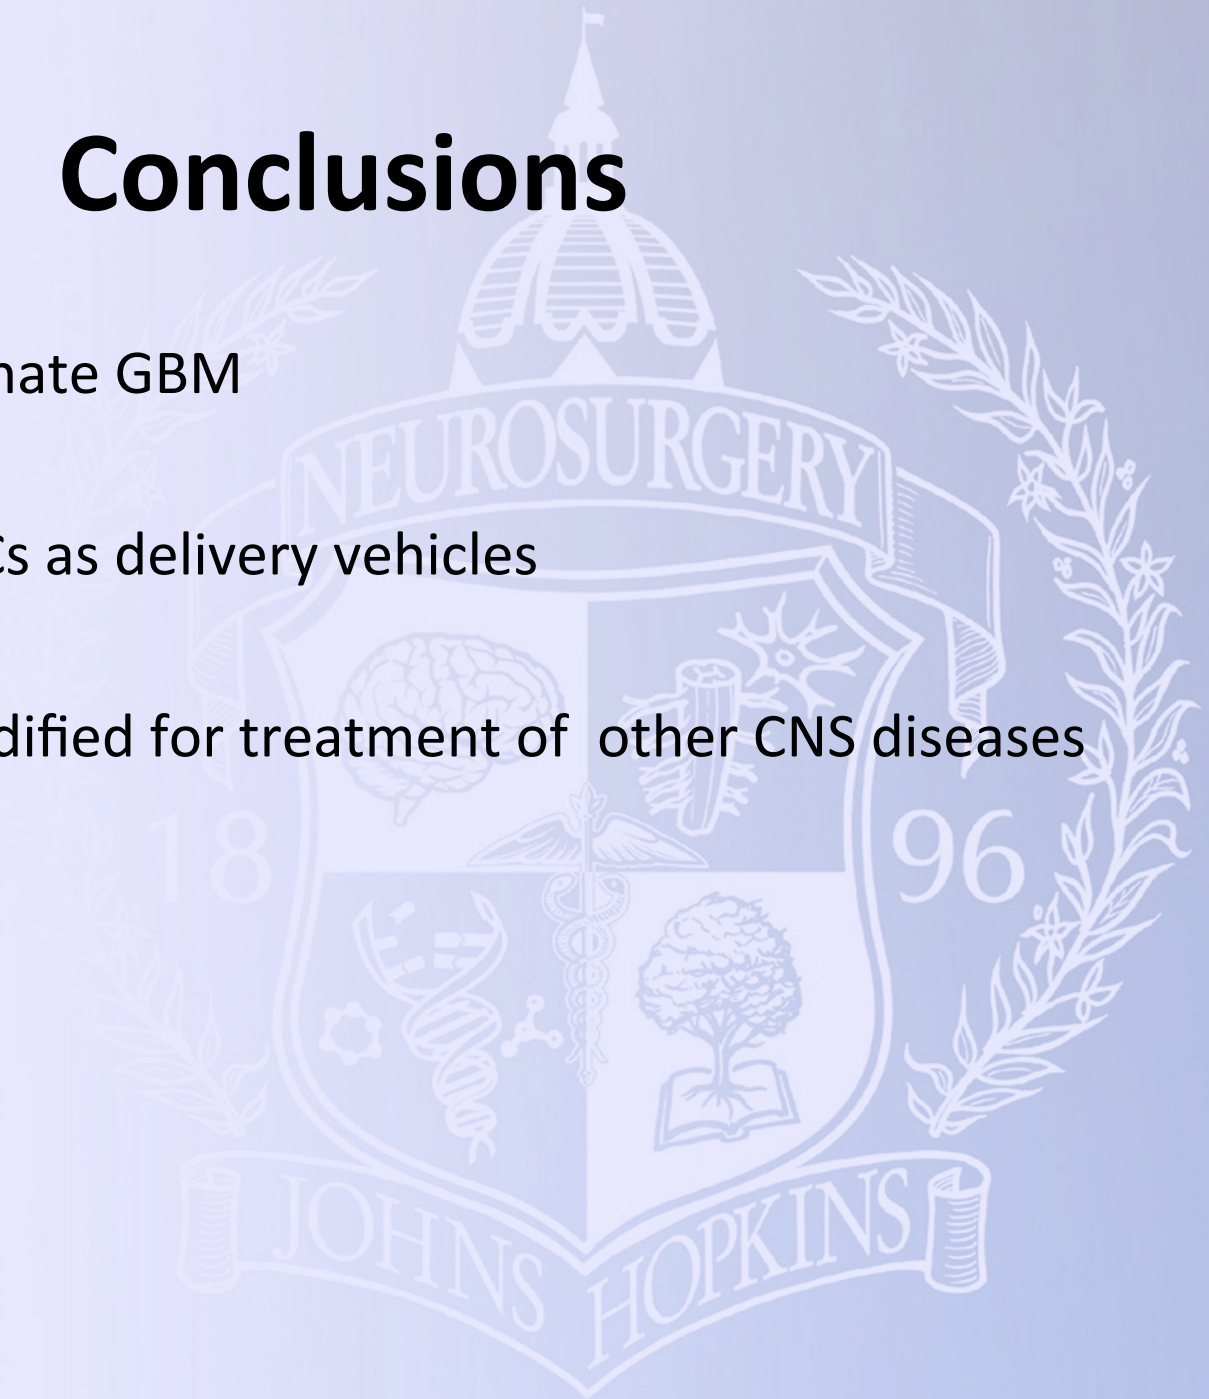 Conclusions
nate GBM
Cs as delivery vehicles
dified for treatment of other CNS diseases
NEUROSURGERY
18 96
JOHNS HOPKINS